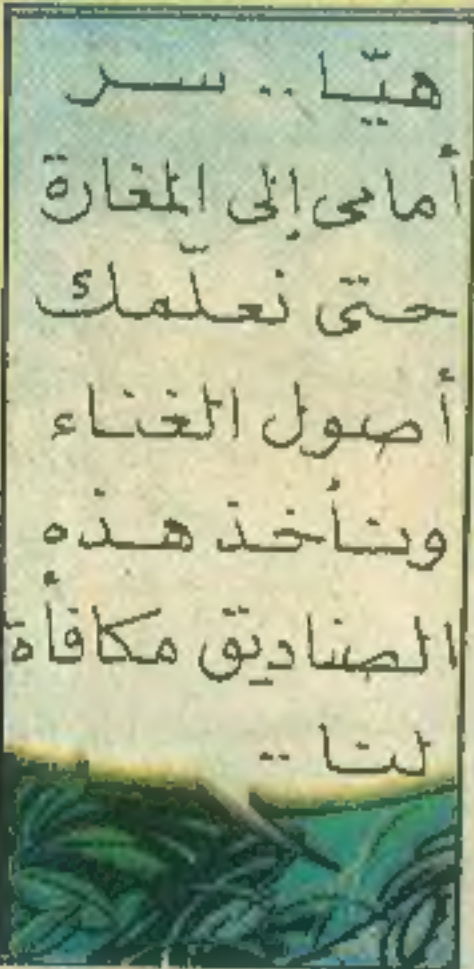 هيّا .. سر
أمامى إلى المغارة
حتى نعلّمك
أصول الغناء
ونأخذ هذه
الصناديق مكافأة
لنا ..